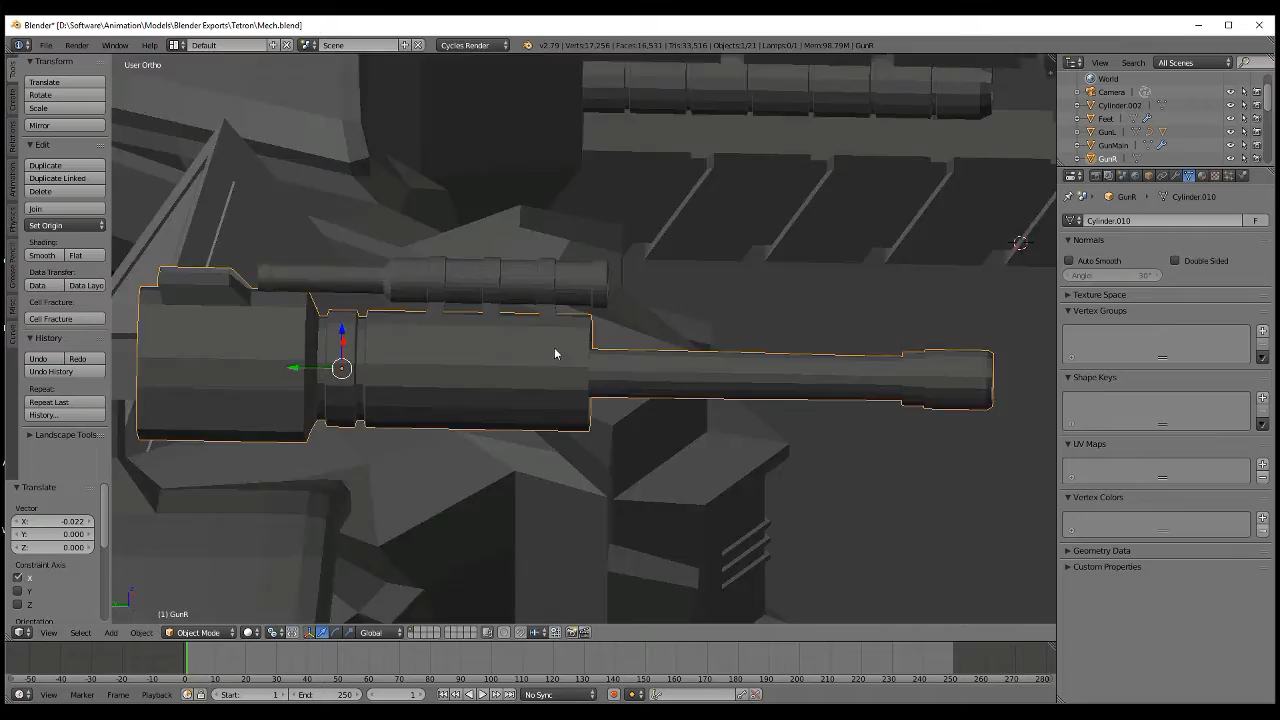 Blender* [D:\Software\Animation\Models\Blender Exports\Tetron\Mech.blend]
File Render Window Help Default Scene Cycles Render v2.79 | Verts:17,256 | Faces:16,531 | Tris:33,516 | Objects:1/21 | Lamps:0/1 | Mem:98.79M | GunR
Transform
Translate
Rotate
Scale
Mirror
Edit
Duplicate
Duplicate Linked
Delete
Join
Set Origin
Shading:
Smooth Flat
Data Transfer:
Data Data Layo
Cell Fracture:
Cell Fracture
History
Undo Redo
Undo History
Repeat:
Repeat Last
History...
Landscape Tools
Tools
Create
Relations
Animation
Physics
Grease Pencil
Misc
Translate
Vector
X: -0.022
Y: 0.000
Z: 0.000
Constraint Axis
X
Y
Z
Orientation
User Ortho
(1) GunR
View Select Add Object Object Mode Global
-50 -40 -30 -20 -10 0 10 20 30 40 50 60 70 80 90 100 110 120 130 140 150 160 170 180 190 200 210 220 230 240 250 260 270 280
View Marker Frame Playback Start: 1 End: 250 1 No Sync
View Search All Scenes
World
Camera
Cylinder.002
Feet
GunL
GunMain
GunR
GunR Cylinder.010
Cylinder.010 F
Normals
Auto Smooth Double Sided
Angle: 30°
Texture Space
Vertex Groups
Shape Keys
UV Maps
Vertex Colors
Geometry Data
Custom Properties